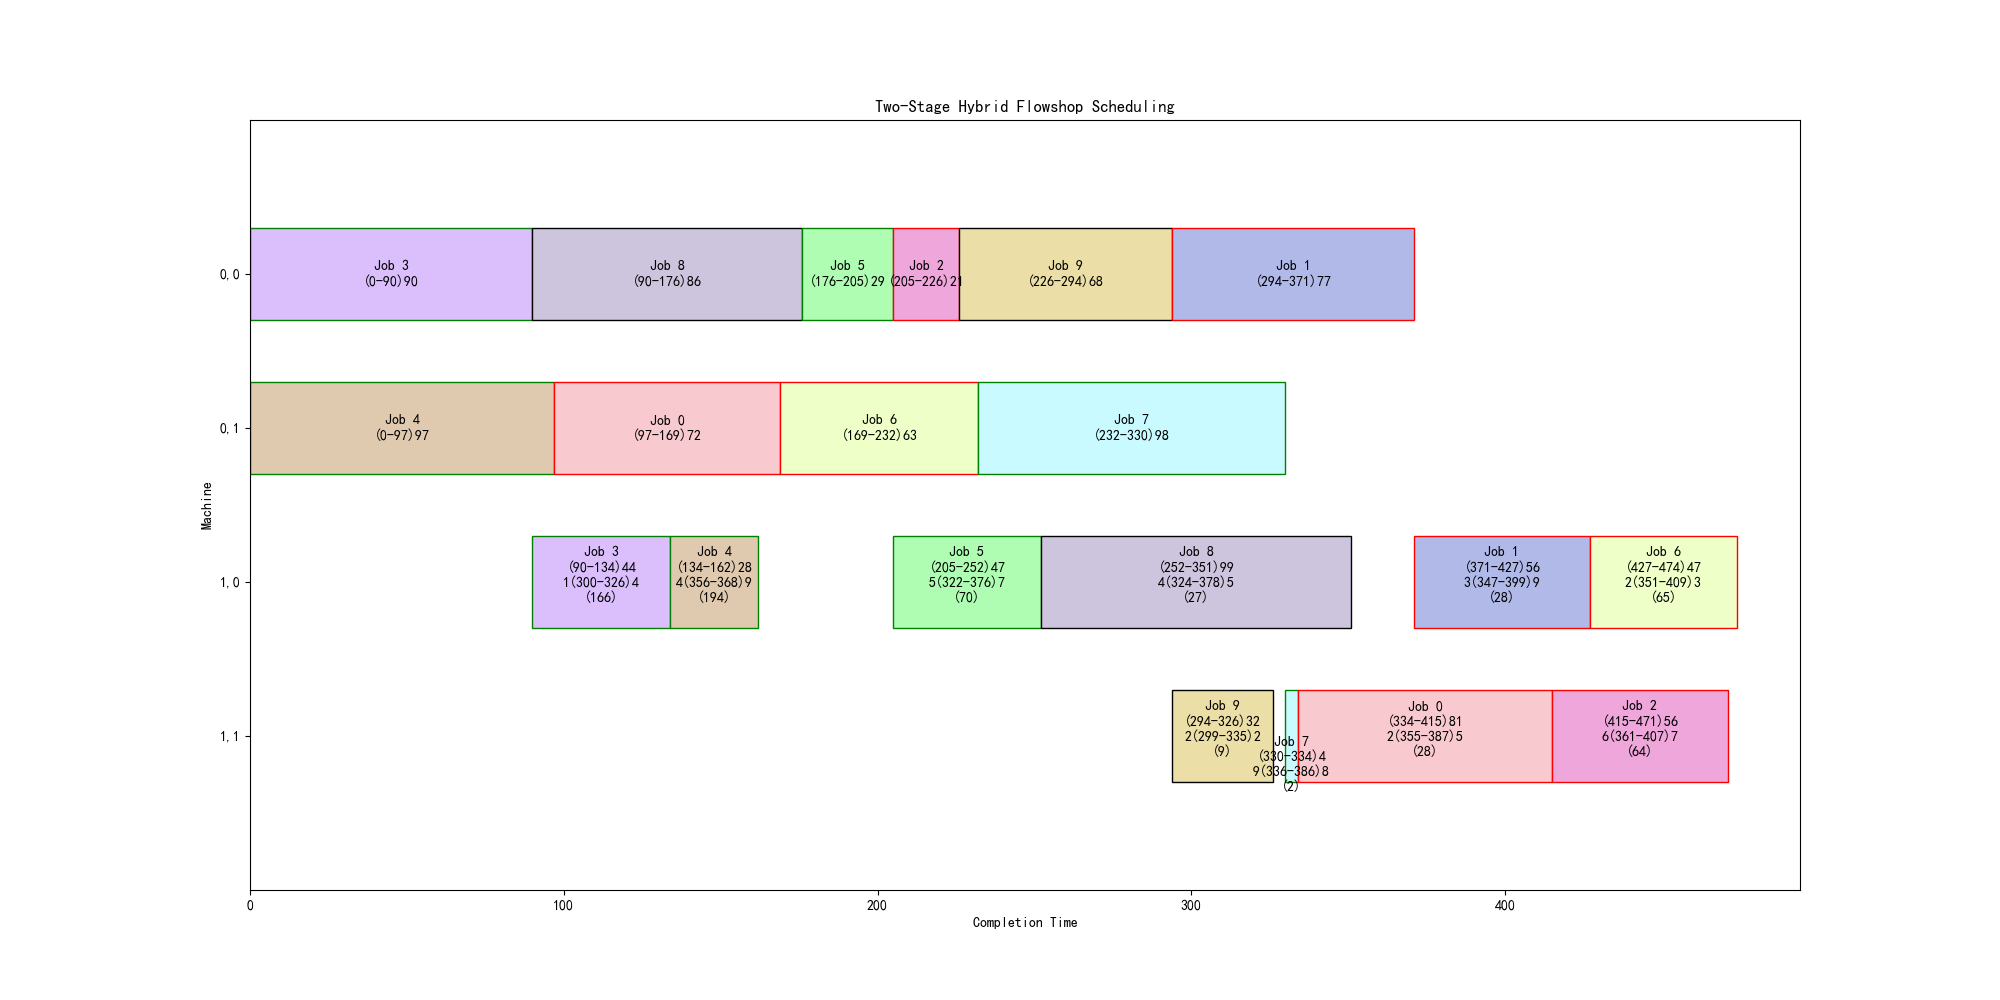 Two-Stage Hybrid Flowshop Scheduling
Machine
0,0
Job 3
(0-90)90
Job 8
(90-176)86
Job 5
(176-205)29
Job 2
(205-226)21
Job 9
(226-294)68
Job 1
(294-371)77
0,1
Job 4
(0-97)97
Job 0
(97-169)72
Job 6
(169-232)63
Job 7
(232-330)98
1,0
Job 3
(90-134)44
1(300-326)4
(166)
Job 4
(134-162)28
4(356-368)9
(194)
Job 5
(205-252)47
5(322-376)7
(70)
Job 8
(252-351)99
4(324-378)5
(27)
Job 1
(371-427)56
3(347-399)9
(28)
Job 6
(427-474)47
2(351-409)3
(65)
1,1
Job 9
(294-326)32
2(299-335)2
(9)
Job 7
(330-334)4
9(336-386)8
(2)
Job 0
(334-415)81
2(355-387)5
(28)
Job 2
(415-471)56
6(361-407)7
(64)
0
100
200
300
400
Completion Time